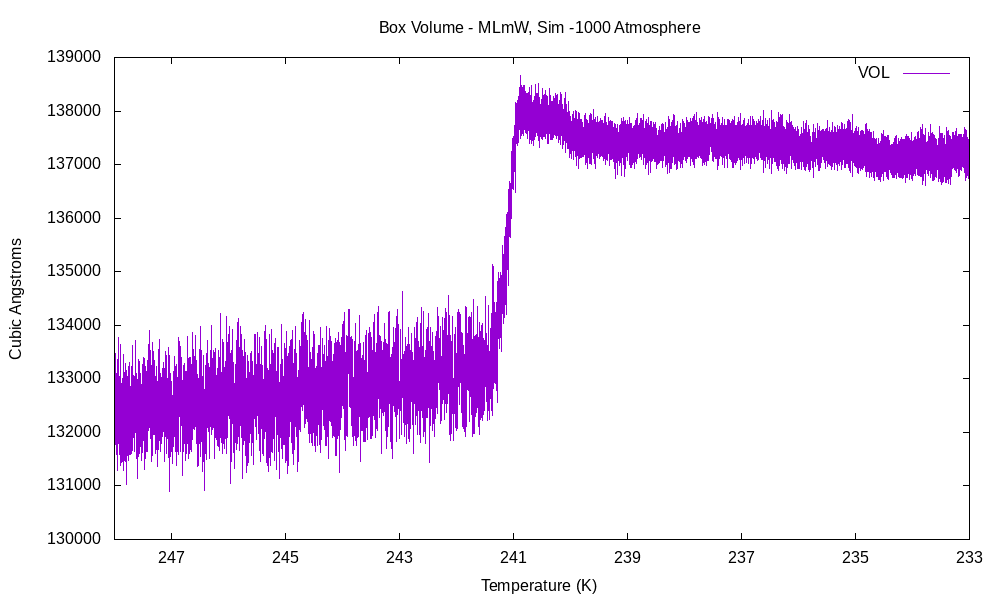 Box Volume - MLmW, Sim -1000 Atmosphere
139000
VOL
138000
137000
136000
135000
134000
133000
132000
131000
130000
Cubic Angstroms
247 245 243 241 239 237 235 233
Temperature (K)